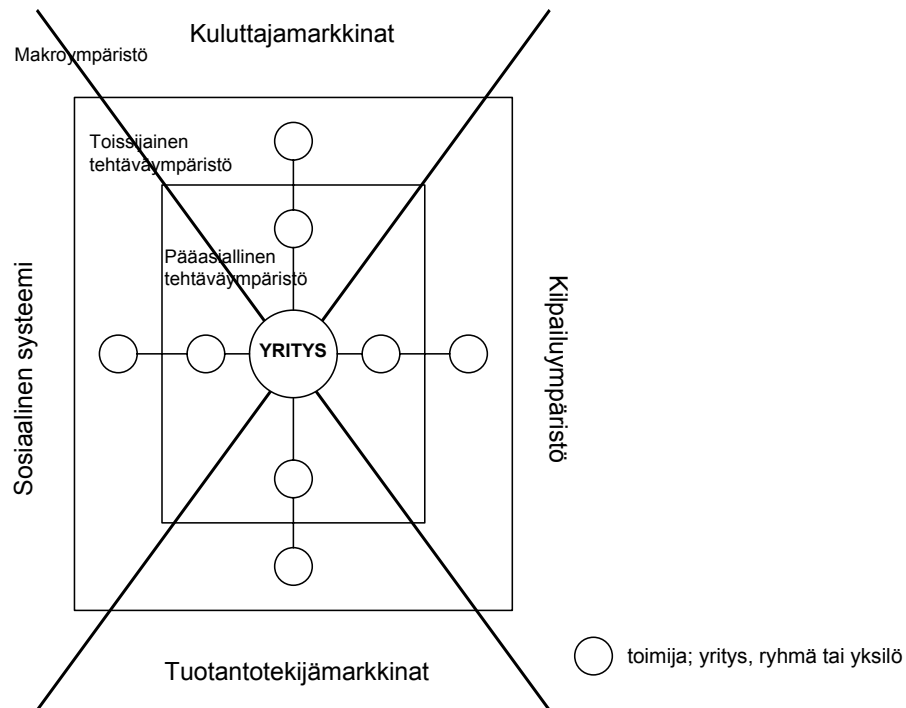 Kuluttajamarkkinat
Makroympäristö
Toissijainen
tehtäväympäristö
Pääasiallinen
tehtäväympäristö
Sosiaalinen systeemi
YRITYS
Kilpailuympäristö
Tuotantotekijämarkkinat
toimija; yritys, ryhmä tai yksilö